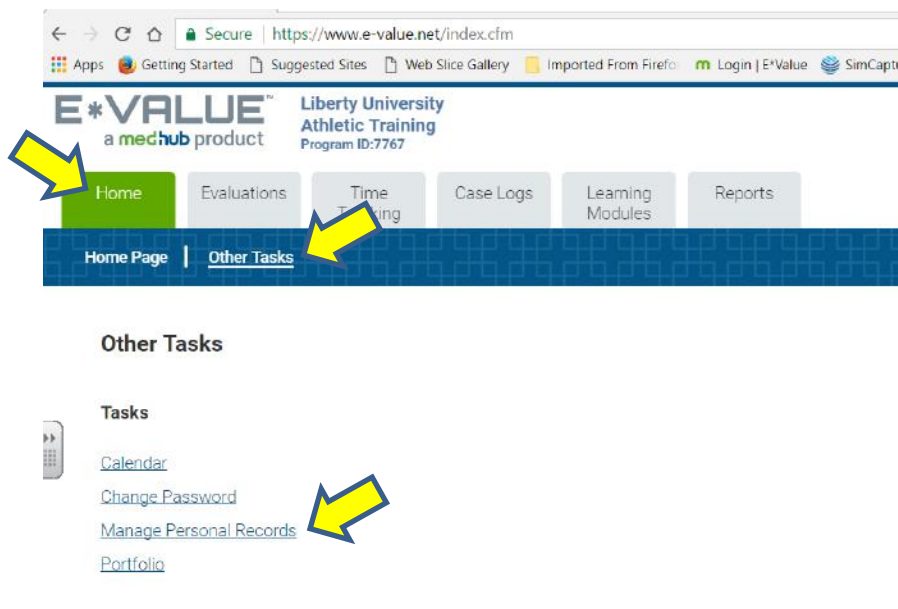 Secure | https://www.e-value.net/index.cfm
Apps Getting Started Suggested Sites Web Slice Gallery Imported From Firefo m Login | E*Value SimCaptu
E*VALUE™ Liberty University
a medhub product Athletic Training
Program ID:7767
Home Evaluations Time Case Logs Learning Reports
Modules
Home Page | Other Tasks
Other Tasks
Tasks
Calendar
Change Password
Manage Personal Records
Portfolio